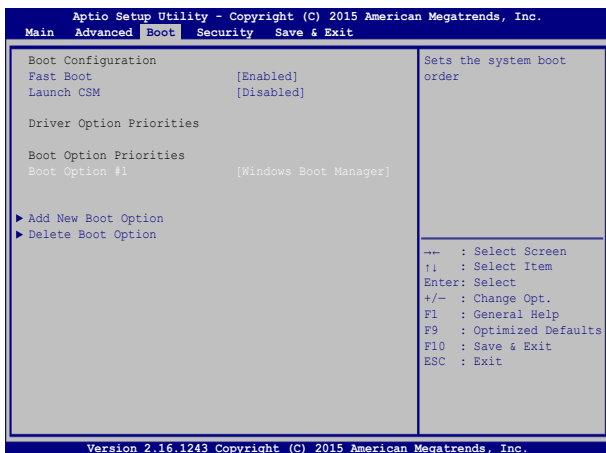 Aptio Setup Utility - Copyright (C) 2015 American Megatrends, Inc.
Main Advanced Boot Security Save & Exit
Boot Configuration
Fast Boot [Enabled]
Launch CSM [Disabled]
Driver Option Priorities
Boot Option Priorities
Boot Option #1 [Windows Boot Manager]
▶ Add New Boot Option
▶ Delete Boot Option
Sets the system boot
order
→← : Select Screen
↑↓ : Select Item
Enter: Select
+/— : Change Opt.
F1 : General Help
F9 : Optimized Defaults
F10 : Save & Exit
ESC : Exit
Version 2.16.1243 Copyright (C) 2015 American Megatrends, Inc.